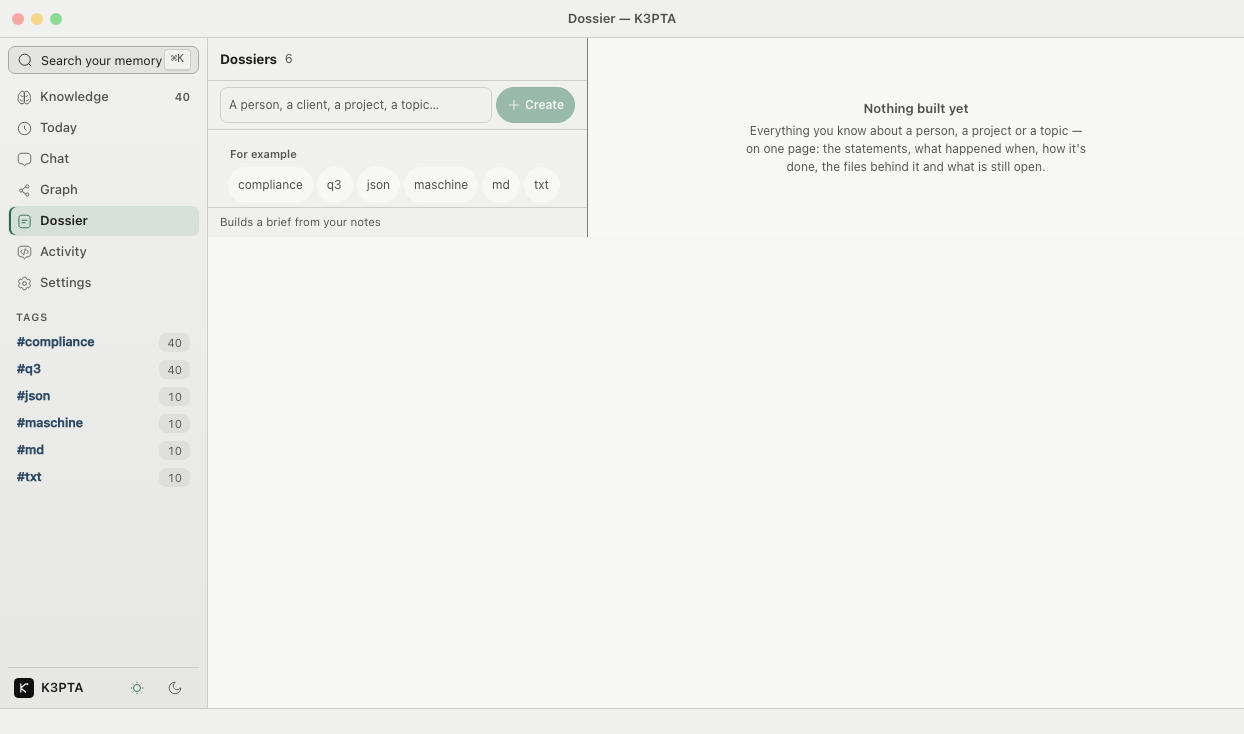 Dossier — K3PTA
Search your memory ⌘K
Knowledge 40
Today
Chat
Graph
Dossier
Activity
Settings
TAGS
#compliance 40
#q3 40
#json 10
#maschine 10
#md 10
#txt 10
K3PTA
Dossiers 6
A person, a client, a project, a topic...
Create
For example
compliance q3 json maschine md txt
Builds a brief from your notes
Nothing built yet
Everything you know about a person, a project or a topic —
on one page: the statements, what happened when, how it's
done, the files behind it and what is still open.